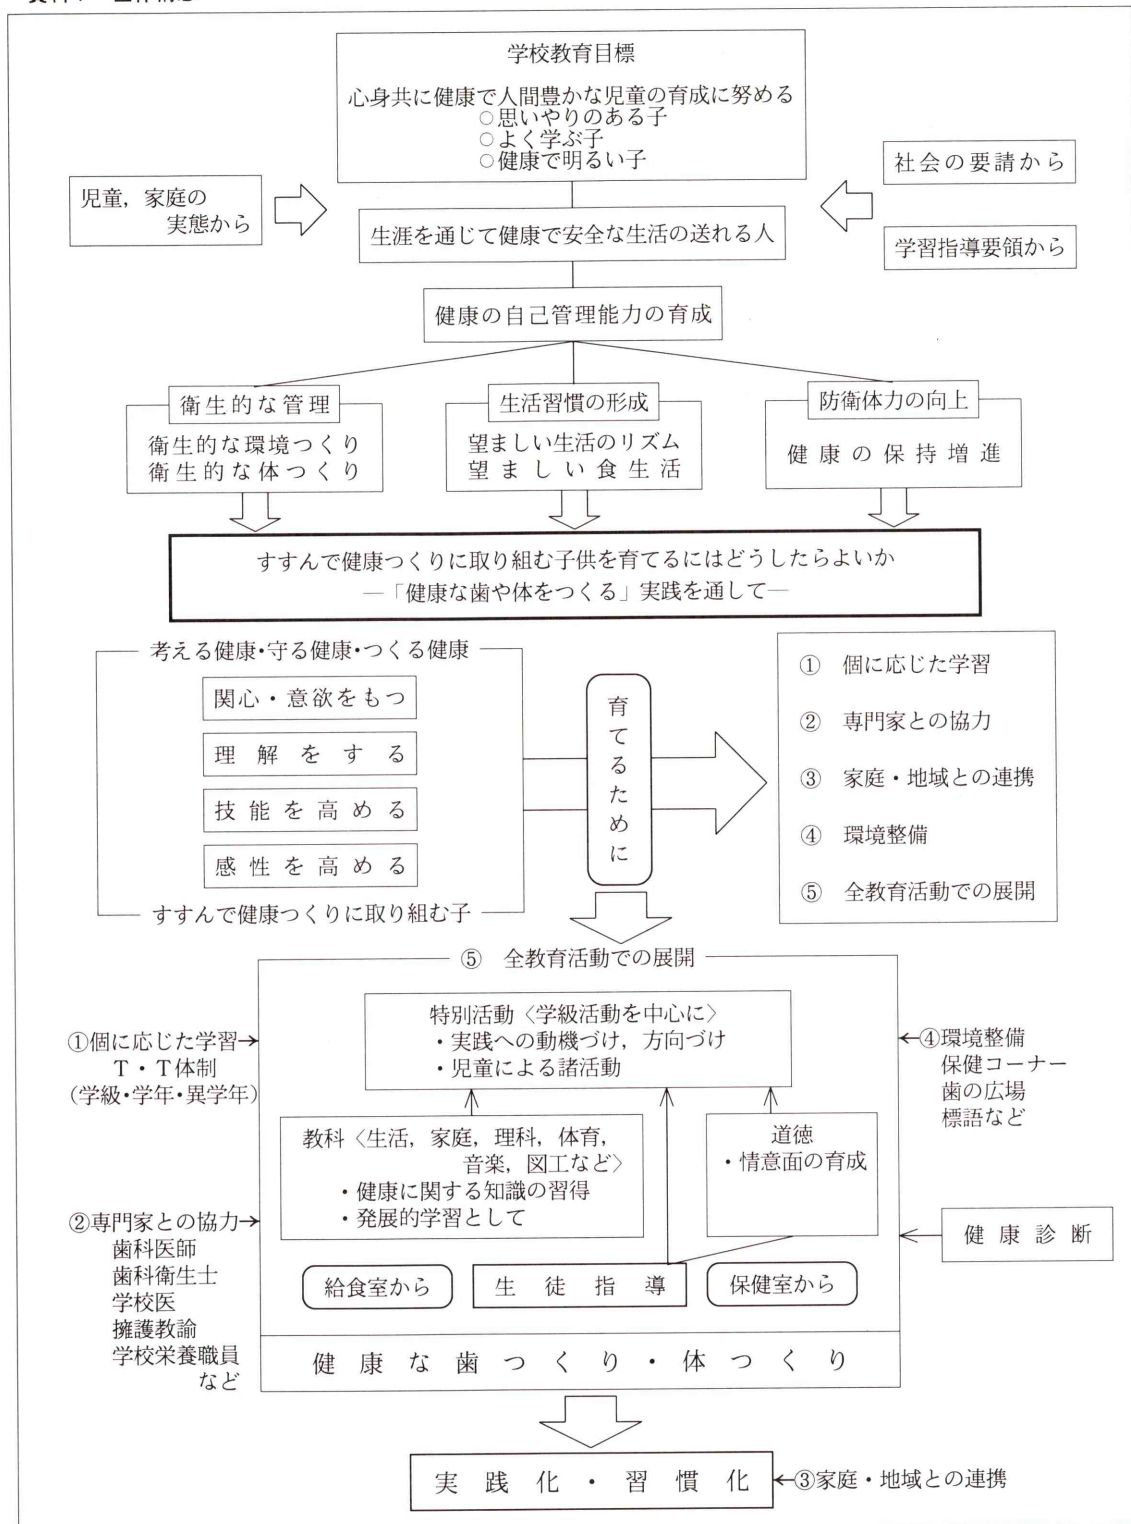 学校教育目標
心身共に健康で人間豊かな児童の育成に努める
○思いやりのある子
○よく学ぶ子
○健康で明るい子
児童,家庭の
実態から
社会の要請から
学習指導要領から
生涯を通じて健康で安全な生活の送れる人
健康の自己管理能力の育成
衛生的な管理
衛生的な環境つくり
衛生的な体つくり
生活習慣の形成
望ましい生活のリズム
望ましい食生活
防衛体力の向上
健康の保持増進
すすんで健康つくりに取り組む子供を育てるにはどうしたらよいか
―「健康な歯や体をつくる」実践を通して―
考える健康・守る健康・つくる健康
関心・意欲をもつ
理解をする
技能を高める
感性を高める
すすんで健康つくりに取り組む子
育てるために
① 個に応じた学習
② 専門家との協力
③ 家庭・地域との連携
④ 環境整備
⑤ 全教育活動での展開
⑤ 全教育活動での展開
特別活動〈学級活動を中心に〉
・実践への動機づけ,方向づけ
・児童による諸活動
教科〈生活,家庭,理科,体育,
音楽,図工など〉
・健康に関する知識の習得
・発展的学習として
道徳
・情意面の育成
給食室から
生徒指導
保健室から
健康な歯つくり・体つくり
①個に応じた学習
T・T体制
(学級・学年・異学年)
②専門家との協力
歯科医師
歯科衛生士
学校医
擁護教諭
学校栄養職員
など
④環境整備
保健コーナー
歯の広場
標語など
健康診断
実践化・習慣化
③家庭・地域との連携